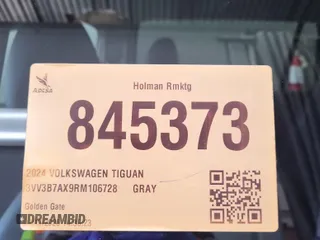 Holman Rmktg
845373
2024 VOLKSWAGEN TIGUAN
3VV3B7AX9RM106728 GRAY
Golden Gate
DREAMBID